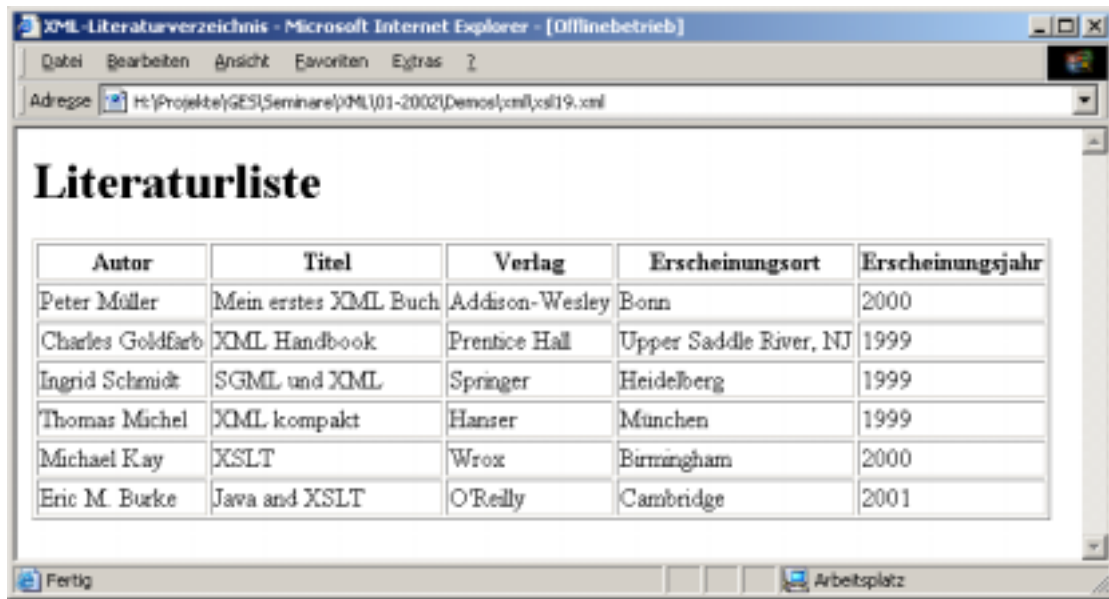 XML-Literaturverzeichnis - Microsoft Internet Explorer - [Offlinebetrieb]
Datei Bearbeiten Ansicht Favoriten Extras ?
Adresse H:\Projekte\GES\Seminare\XML\01-2002\Demos\xml\xsl19.xml
Literaturliste
Autor Titel Verlag Erscheinungsort Erscheinungsjahr
Peter Müller Mein erstes XML Buch Addison-Wesley Bonn 2000
Charles Goldfarb XML Handbook Prentice Hall Upper Saddle River, NJ 1999
Ingrid Schmidt SGML und XML Springer Heidelberg 1999
Thomas Michel XML kompakt Hanser München 1999
Michael Kay XSLT Wrox Birmingham 2000
Eric M. Burke Java and XSLT O'Reilly Cambridge 2001
Fertig Arbeitsplatz